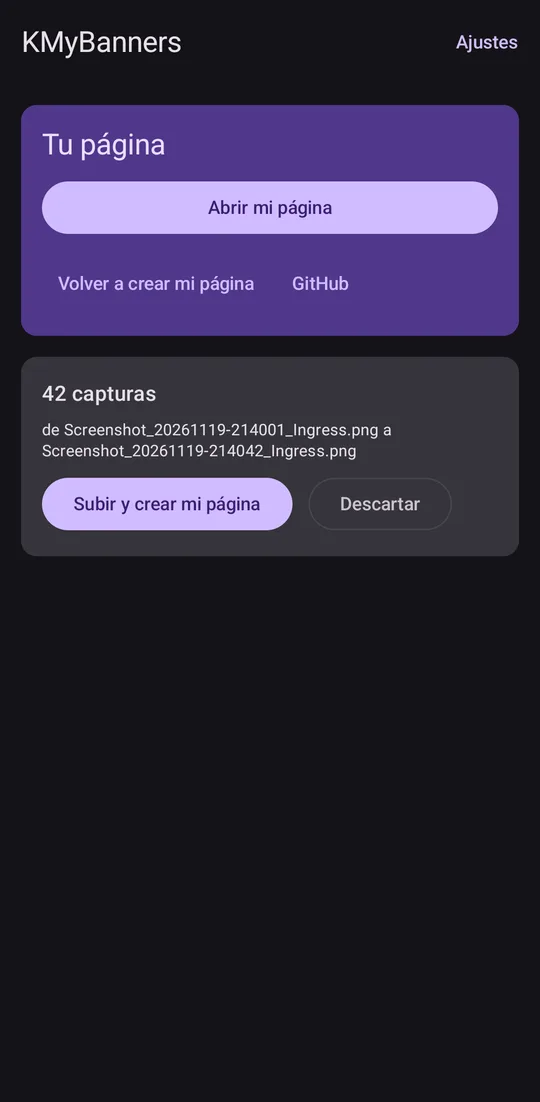 KMyBanners
Ajustes
Tu página
Abrir mi página
Volver a crear mi página
GitHub
42 capturas
de Screenshot_20261119-214001_Ingress.png a
Screenshot_20261119-214042_Ingress.png
Subir y crear mi página
Descartar